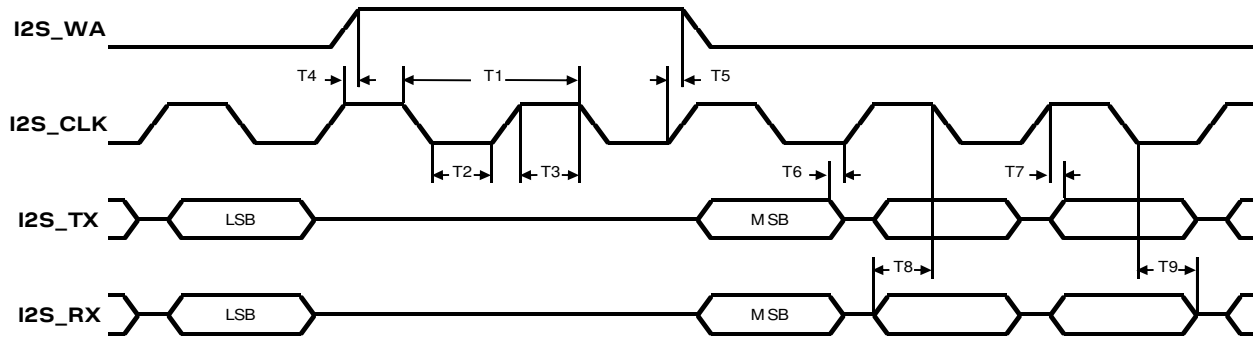 I2S_WA
T4
T1
T5
I2S_CLK
T2
T3
T6
T7
I2S_TX
LSB
MSB
T8
T9
I2S_RX
LSB
MSB